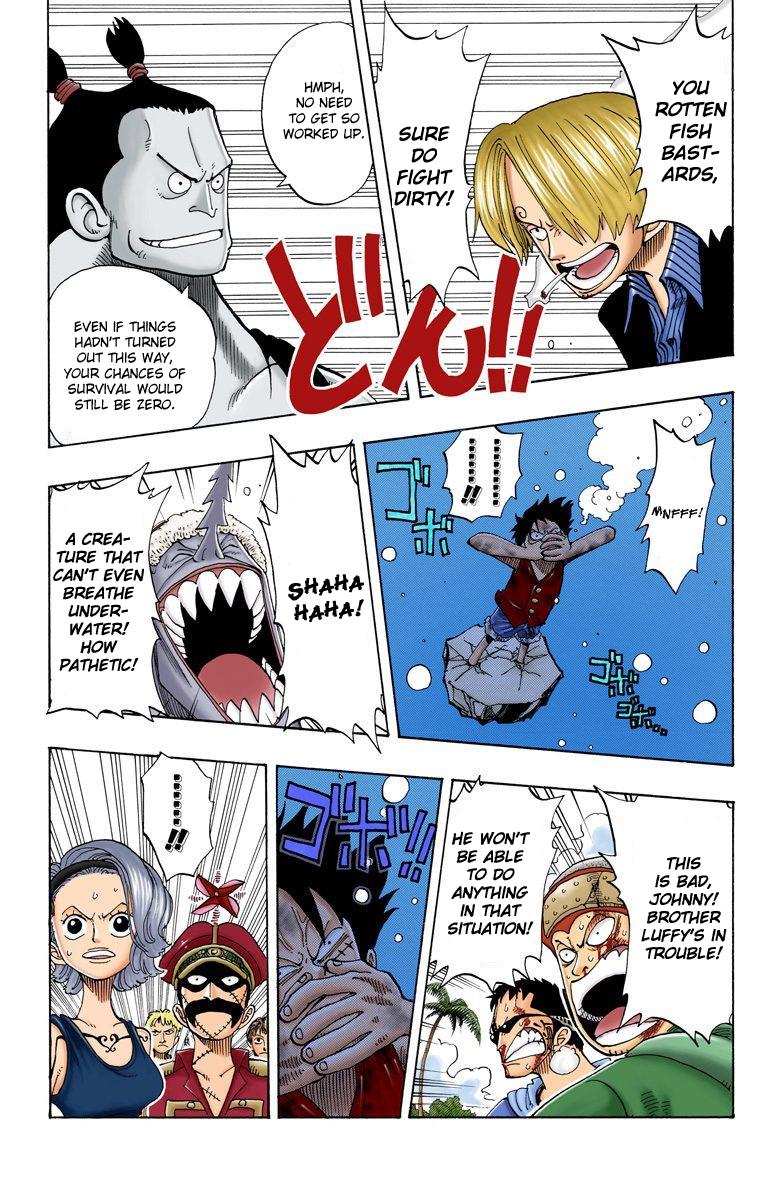 YOU
ROTTEN
FISH
BAST-
ARDS,
SURE
DO
FIGHT
DIRTY!
HMPH,
NO NEED
TO GET SO
WORKED UP.
どん!!
EVEN IF THINGS
HADN'T TURNED
OUT THIS WAY,
YOUR CHANCES OF
SURVIVAL WOULD
STILL BE ZERO.
MNFFF!
!!
ゴボ
ゴボ
ゴボ...
SHAHA
HAHA!
A CREA-
TURE THAT
CAN'T EVEN
BREATHE
UNDER-
WATER!
HOW
PATHETIC!
THIS
IS BAD,
JOHNNY!
BROTHER
LUFFY'S IN
TROUBLE!
HE WON'T
BE ABLE
TO DO
ANYTHING
IN THAT
SITUATION!
ゴボッ!!
!!